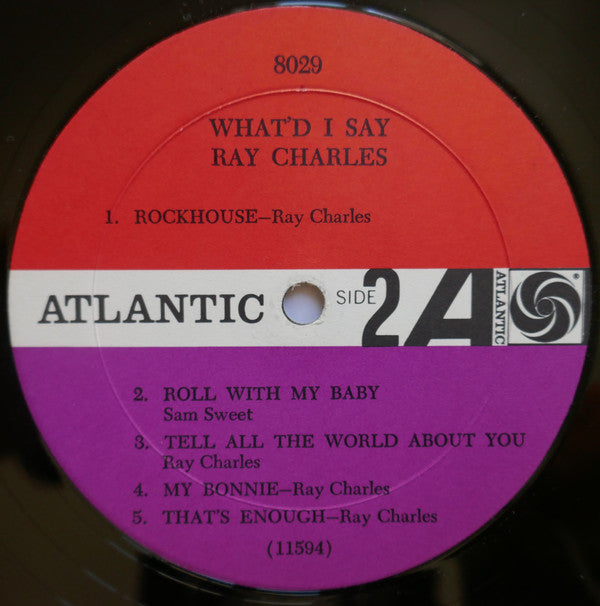 8029
WHAT'D I SAY
RAY CHARLES
1. ROCKHOUSE—Ray Charles
ATLANTIC
SIDE 2
A
ATLANTIC
®
2. ROLL WITH MY BABY
Sam Sweet
3. TELL ALL THE WORLD ABOUT YOU
Ray Charles
4. MY BONNIE—Ray Charles
5. THAT'S ENOUGH—Ray Charles
(11594)